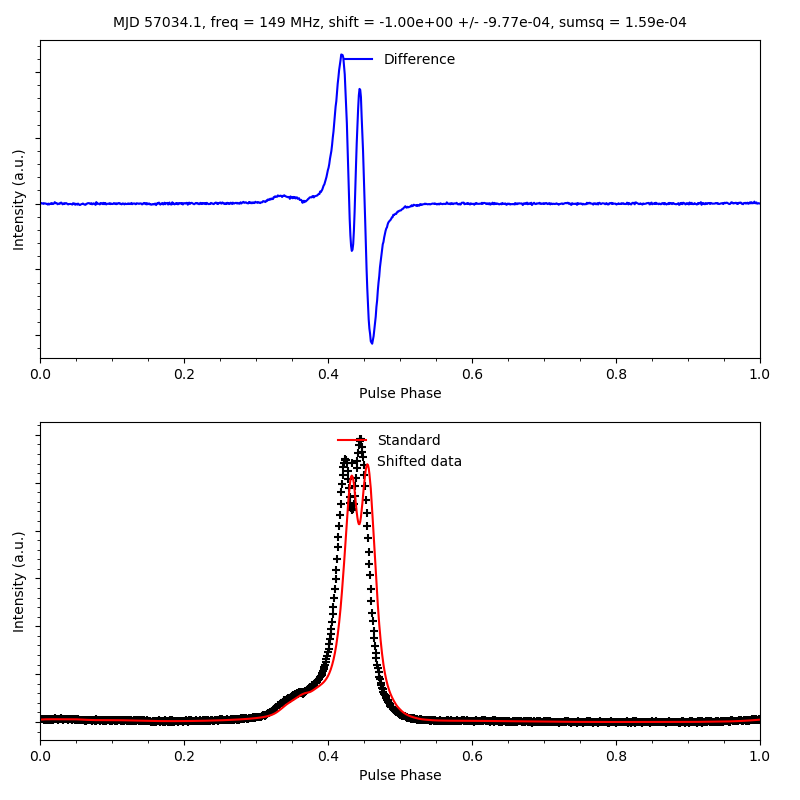 MJD 57034.1, freq = 149 MHz, shift = -1.00e+00 +/- -9.77e-04, sumsq = 1.59e-04
Difference
Intensity (a.u.)
0.0 0.2 0.4 0.6 0.8 1.0
Pulse Phase
Standard
Shifted data
Intensity (a.u.)
0.0 0.2 0.4 0.6 0.8 1.0
Pulse Phase